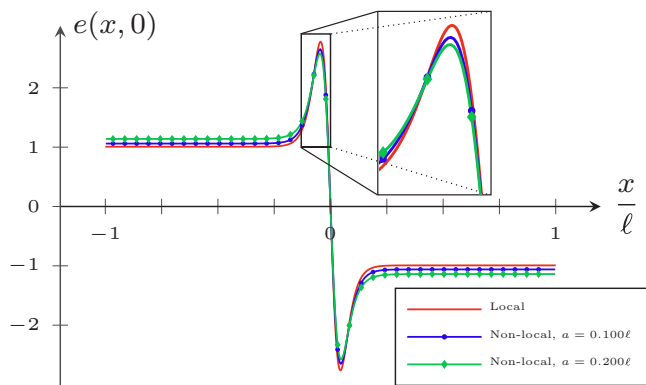 e(x, 0)
2
1
0
−1
−2
−1
0
1
x/ℓ
Local
Non-local, a = 0.100ℓ
Non-local, a = 0.200ℓ